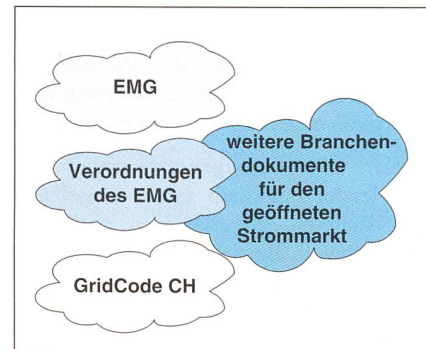 EMG
Verordnungen
des EMG
GridCode CH
weitere Branchen-
dokumente
für den
geöffneten
Strommarkt